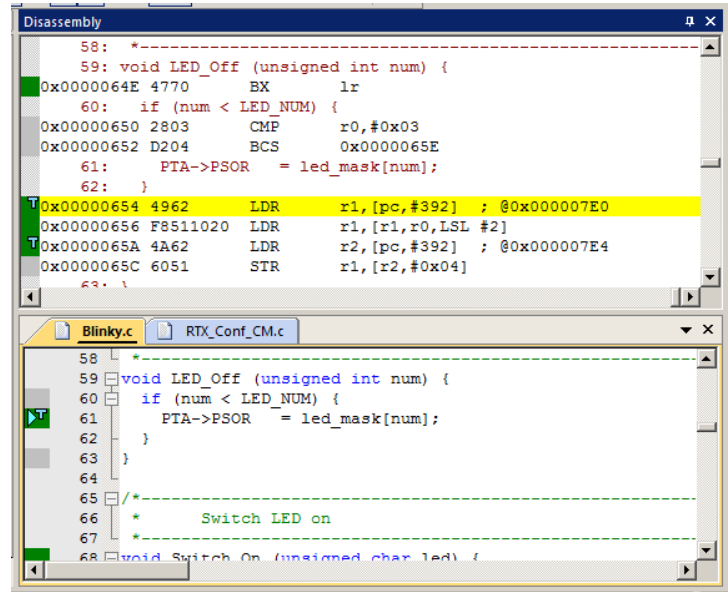 Disassembly
58:  *----------------------------------------------------------------
59: void LED_Off (unsigned int num) {
0x0000064E 4770      BX       lr
60:   if (num < LED_NUM) {
0x00000650 2803      CMP      r0,#0x03
0x00000652 D204      BCS      0x0000065E
61:     PTA->PSOR   = led_mask[num];
62:   }
T 0x00000654 4962      LDR      r1,[pc,#392]  ; @0x000007E0
0x00000656 F8511020  LDR      r1,[r1,r0,LSL #2]
T 0x0000065A 4A62      LDR      r2,[pc,#392]  ; @0x000007E4
0x0000065C 6051      STR      r1,[r2,#0x04]
63: }
Blinky.c RTX_Conf_CM.c
58  *----------------------------------------------------------------
59 void LED_Off (unsigned int num) {
60   if (num < LED_NUM) {
T 61     PTA->PSOR   = led_mask[num];
62   }
63 }
64
65 /*----------------------------------------------------------------
66  *      Switch LED on
67  *----------------------------------------------------------------
68 void Switch_On (unsigned char led) {